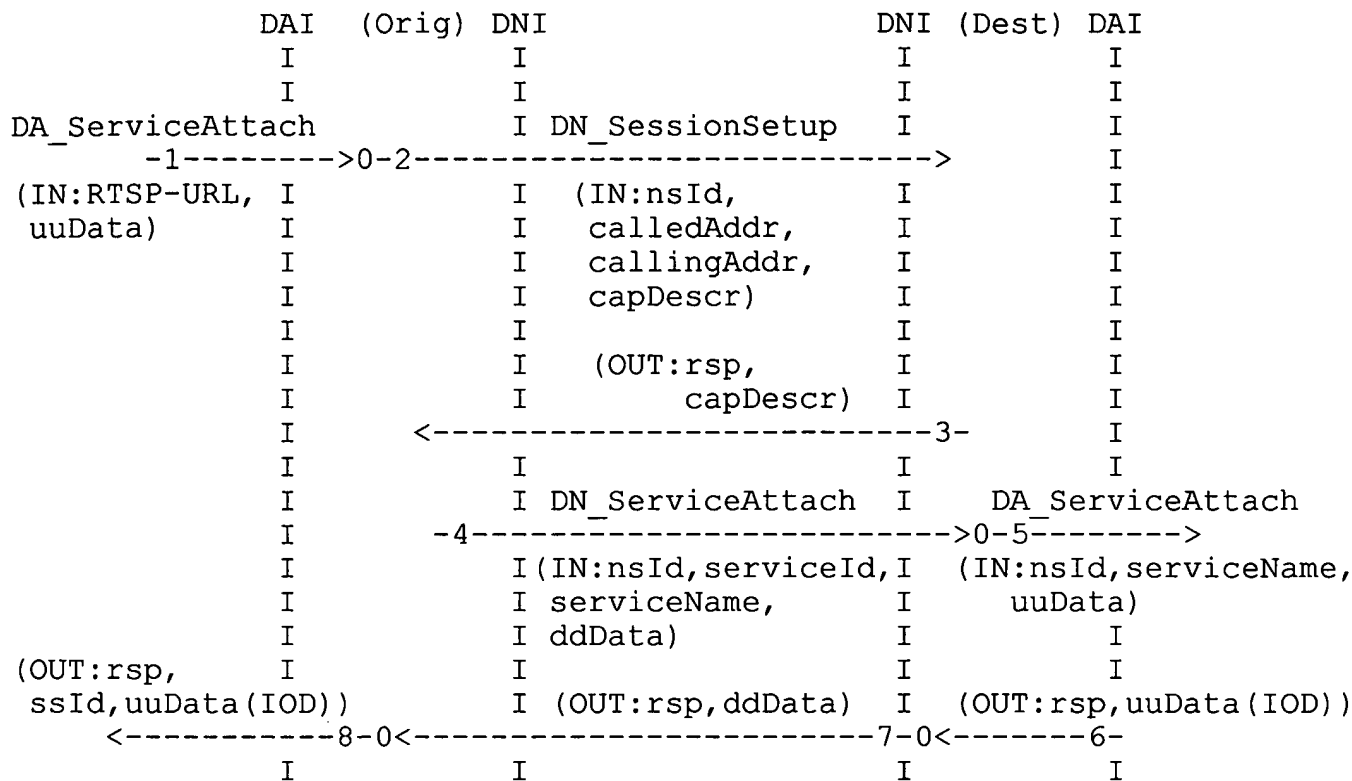 DAI (Orig) DNI DNI (Dest) DAI
I I I I
I I I I
DA_ServiceAttach I DN_SessionSetup I I
-1-------->0-2---------------------------> I
(IN:RTSP-URL, I I (IN:nsId, I I
uuData) I I calledAddr, I I
I I callingAddr, I I
I I capDescr) I I
I I I I
I I (OUT:rsp, I I
I I capDescr) I I
I <---------------------------3- I
I I I I
I I DN_ServiceAttach I DA_ServiceAttach
I -4------------------------->0-5-------->
I I(IN:nsId,serviceId,I (IN:nsId,serviceName,
I I serviceName, I uuData)
I I ddData) I I
(OUT:rsp, I I I I
ssId,uuData(IOD)) I (OUT:rsp,ddData) I (OUT:rsp,uuData(IOD))
<-----------8-0<------------------------7-0<-------6-
I I I I